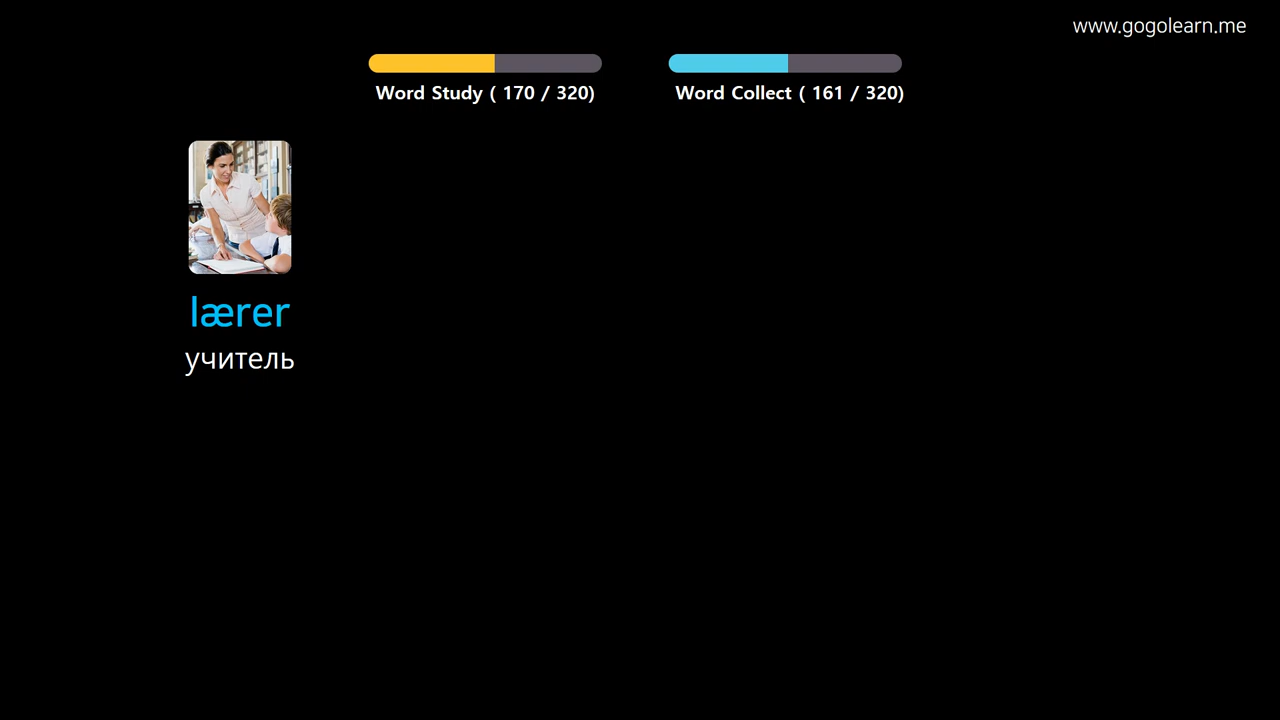 www.gogolearn.me
Word Study ( 170 / 320)
Word Collect ( 161 / 320)
lærer
учитель